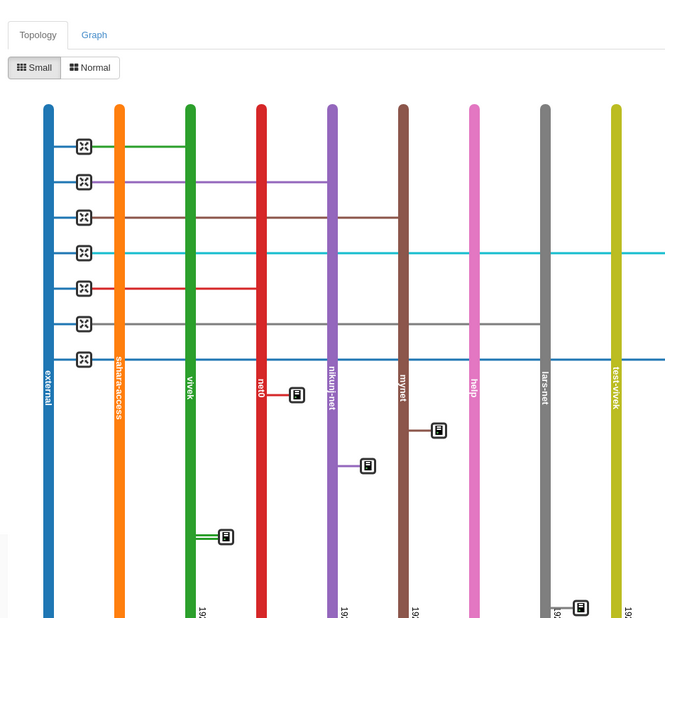 Topology
Graph
Small
Normal
external
sahara-access
vivek
net0
nikunj-net
mynet
help
lars-net
test-vivek